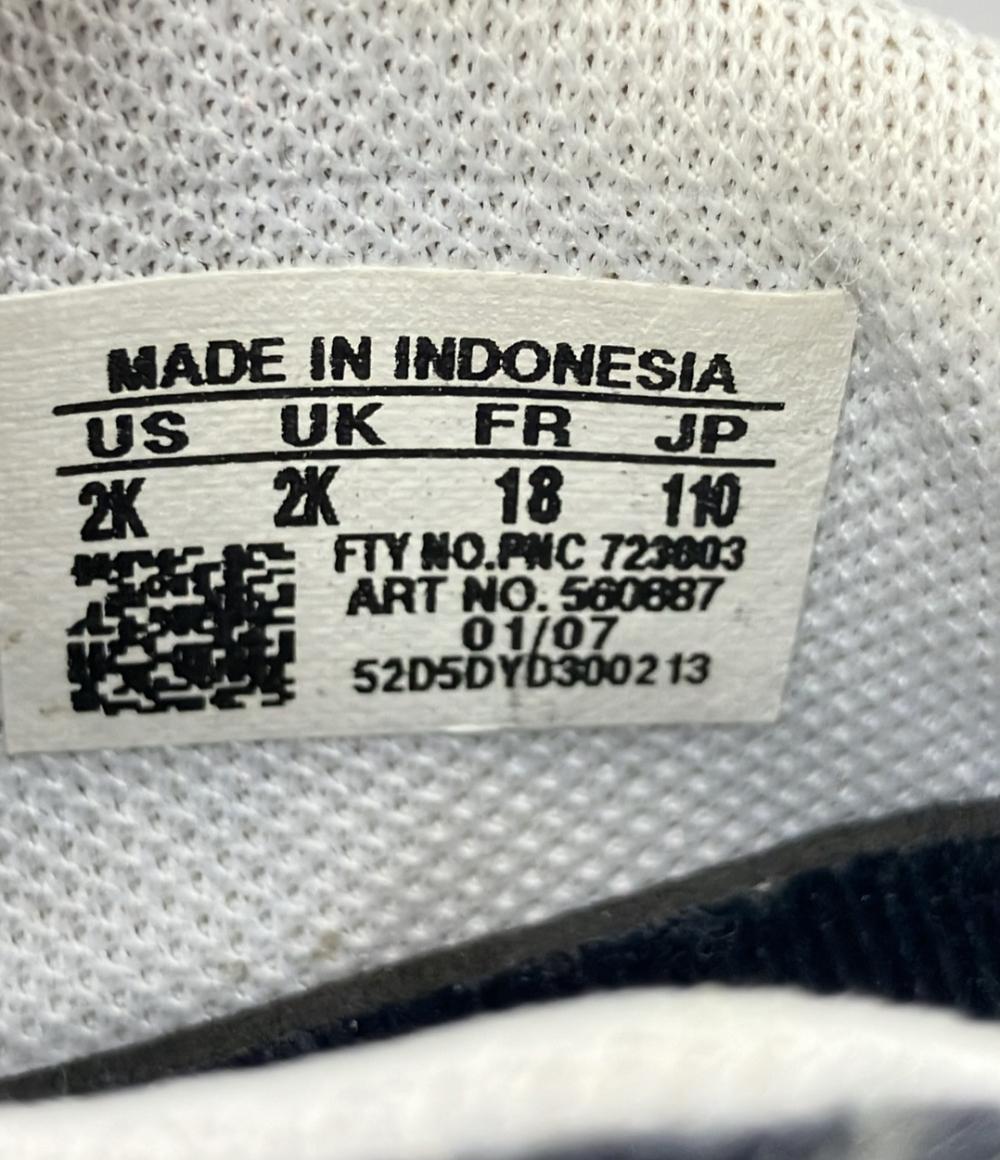 MADE IN INDONESIA
US UK FR JP
2K 2K 18 110
FTY NO.PNC 723603
ART NO. 560887
01/07
52D5DYD300213